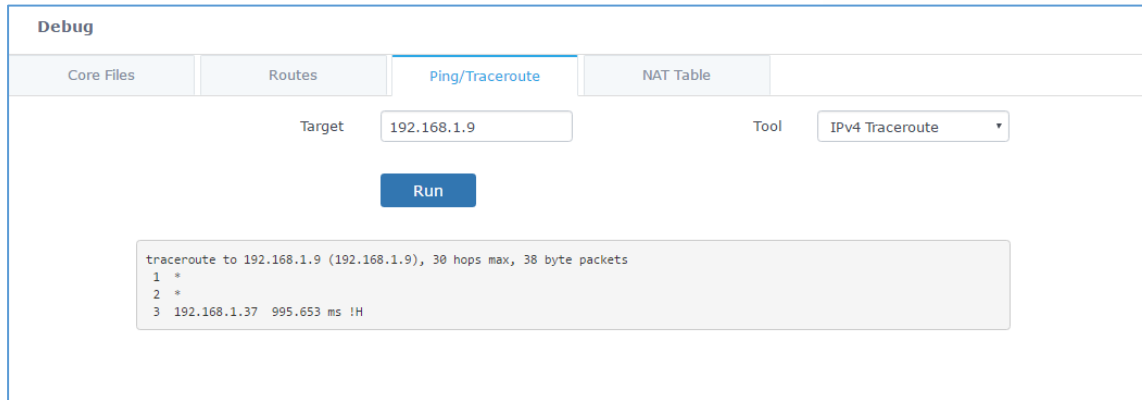 Debug
Core Files Routes Ping/Traceroute NAT Table
Target 192.168.1.9 Tool IPv4 Traceroute
Run
traceroute to 192.168.1.9 (192.168.1.9), 30 hops max, 38 byte packets
1 *
2 *
3 192.168.1.37 995.653 ms !H